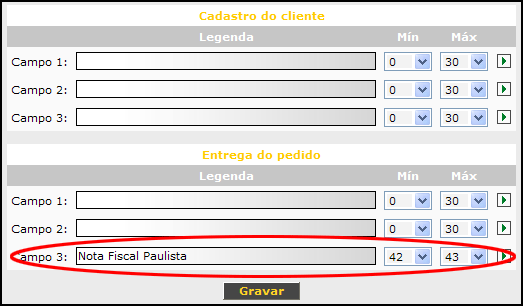 Cadastro do cliente
Legenda Mín Máx
Campo 1: 0 30
Campo 2: 0 30
Campo 3: 0 30
Entrega do pedido
Legenda Mín Máx
Campo 1: 0 30
Campo 2: 0 30
ampo 3: Nota Fiscal Paulista 42 43
Gravar